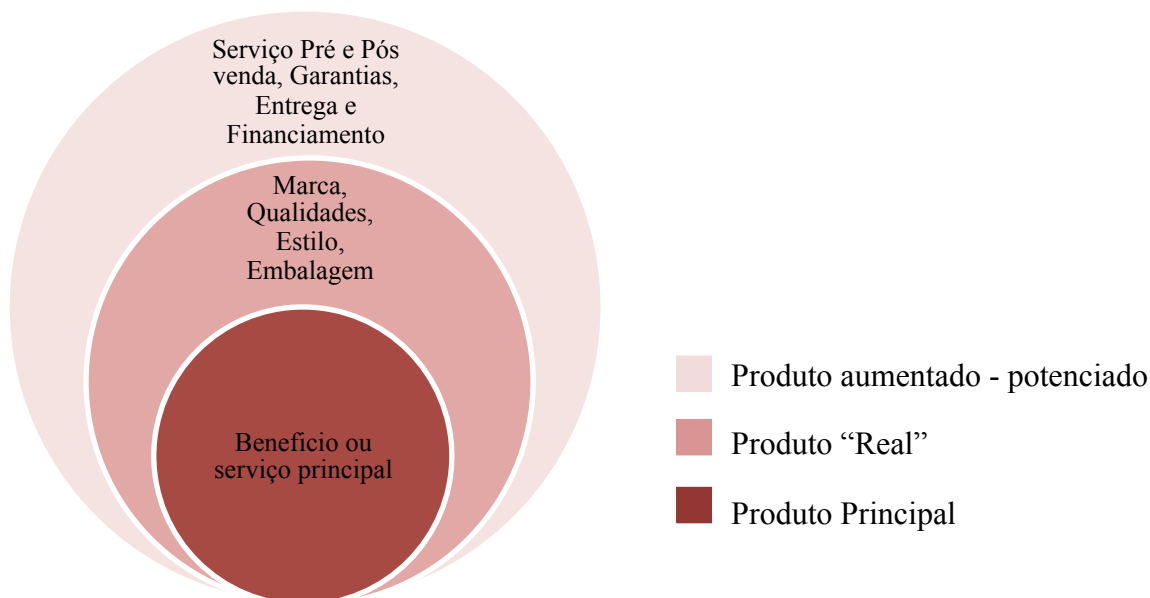 Serviço Pré e Pós
venda, Garantias,
Entrega e
Financiamento
Marca,
Qualidades,
Estilo,
Embalagem
Beneficio ou
serviço principal
Produto aumentado - potenciado
Produto “Real”
Produto Principal